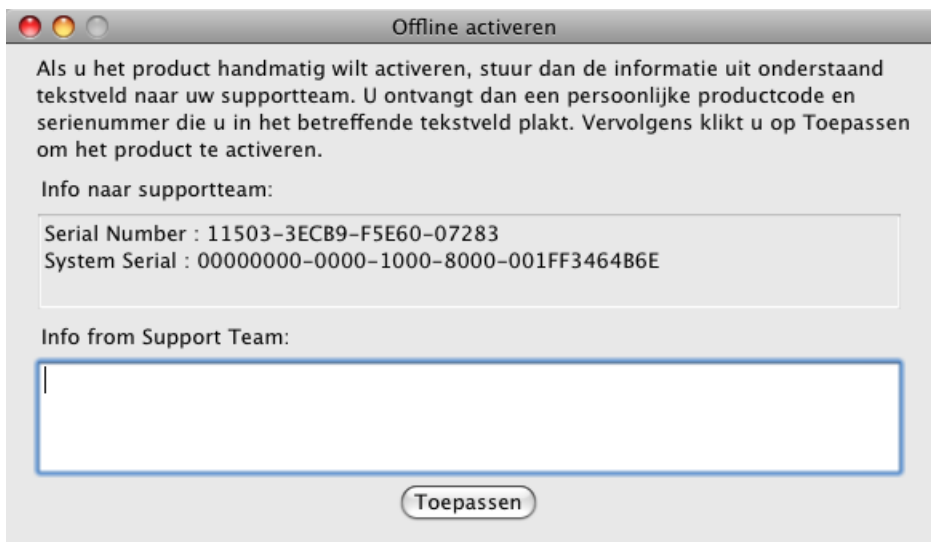 Offline activeren
Als u het product handmatig wilt activeren, stuur dan de informatie uit onderstaand
tekstveld naar uw supportteam. U ontvangt dan een persoonlijke productcode en
serienummer die u in het betreffende tekstveld plakt. Vervolgens klikt u op Toepassen
om het product te activeren.
Info naar supportteam:
Serial Number : 11503-3ECB9-F5E60-07283
System Serial : 00000000-0000-1000-8000-001FF3464B6E
Info from Support Team:
Toepassen